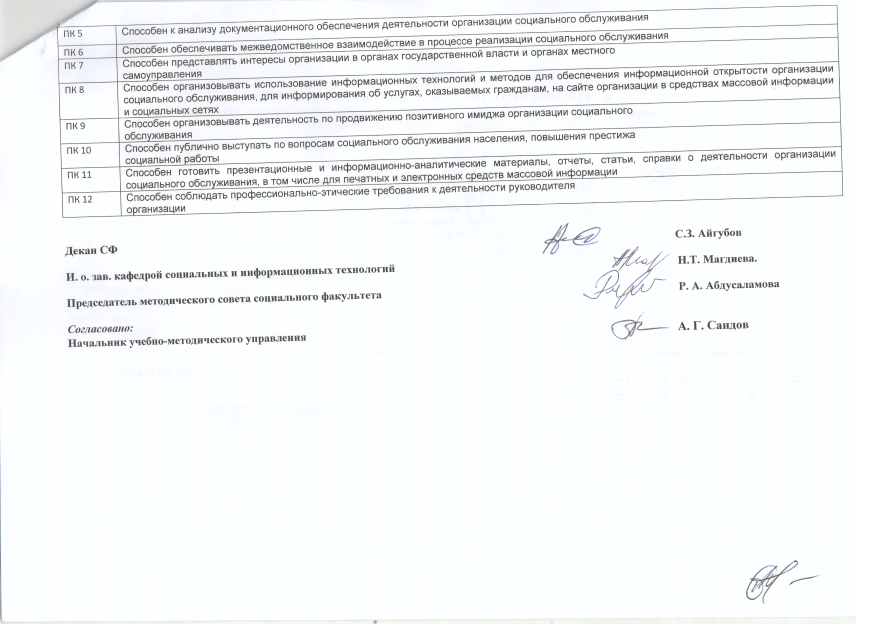 ПК 5 Способен к анализу документационного обеспечения деятельности организации социального обслуживания
ПК 6 Способен обеспечивать межведомственное взаимодействие в процессе реализации социального обслуживания
ПК 7 Способен представлять интересы организации в органах государственной власти и органах местного
самоуправления
ПК 8 Способен организовывать использование информационных технологий и методов для обеспечения информационной открытости организации
социального обслуживания, для информирования об услугах, оказываемых гражданам, на сайте организации в средствах массовой информации
и социальных сетях
ПК 9 Способен организовывать деятельность по продвижению позитивного имиджа организации социального
обслуживания
ПК 10 Способен публично выступать по вопросам социального обслуживания населения, повышения престижа
социальной работы
ПК 11 Способен готовить презентационные и информационно-аналитические материалы, отчеты, статьи, справки о деятельности организации
социального обслуживания, в том числе для печатных и электронных средств массовой информации
ПК 12 Способен соблюдать профессионально-этические требования к деятельности руководителя
организации
Декан СФ С.З. Айгубов
И. о. зав. кафедрой социальных и информационных технологий Н.Т. Магдиева.
Председатель методического совета социального факультета Р. А. Абдусаламова
Согласовано:
Начальник учебно-методического управления А. Г. Саидов